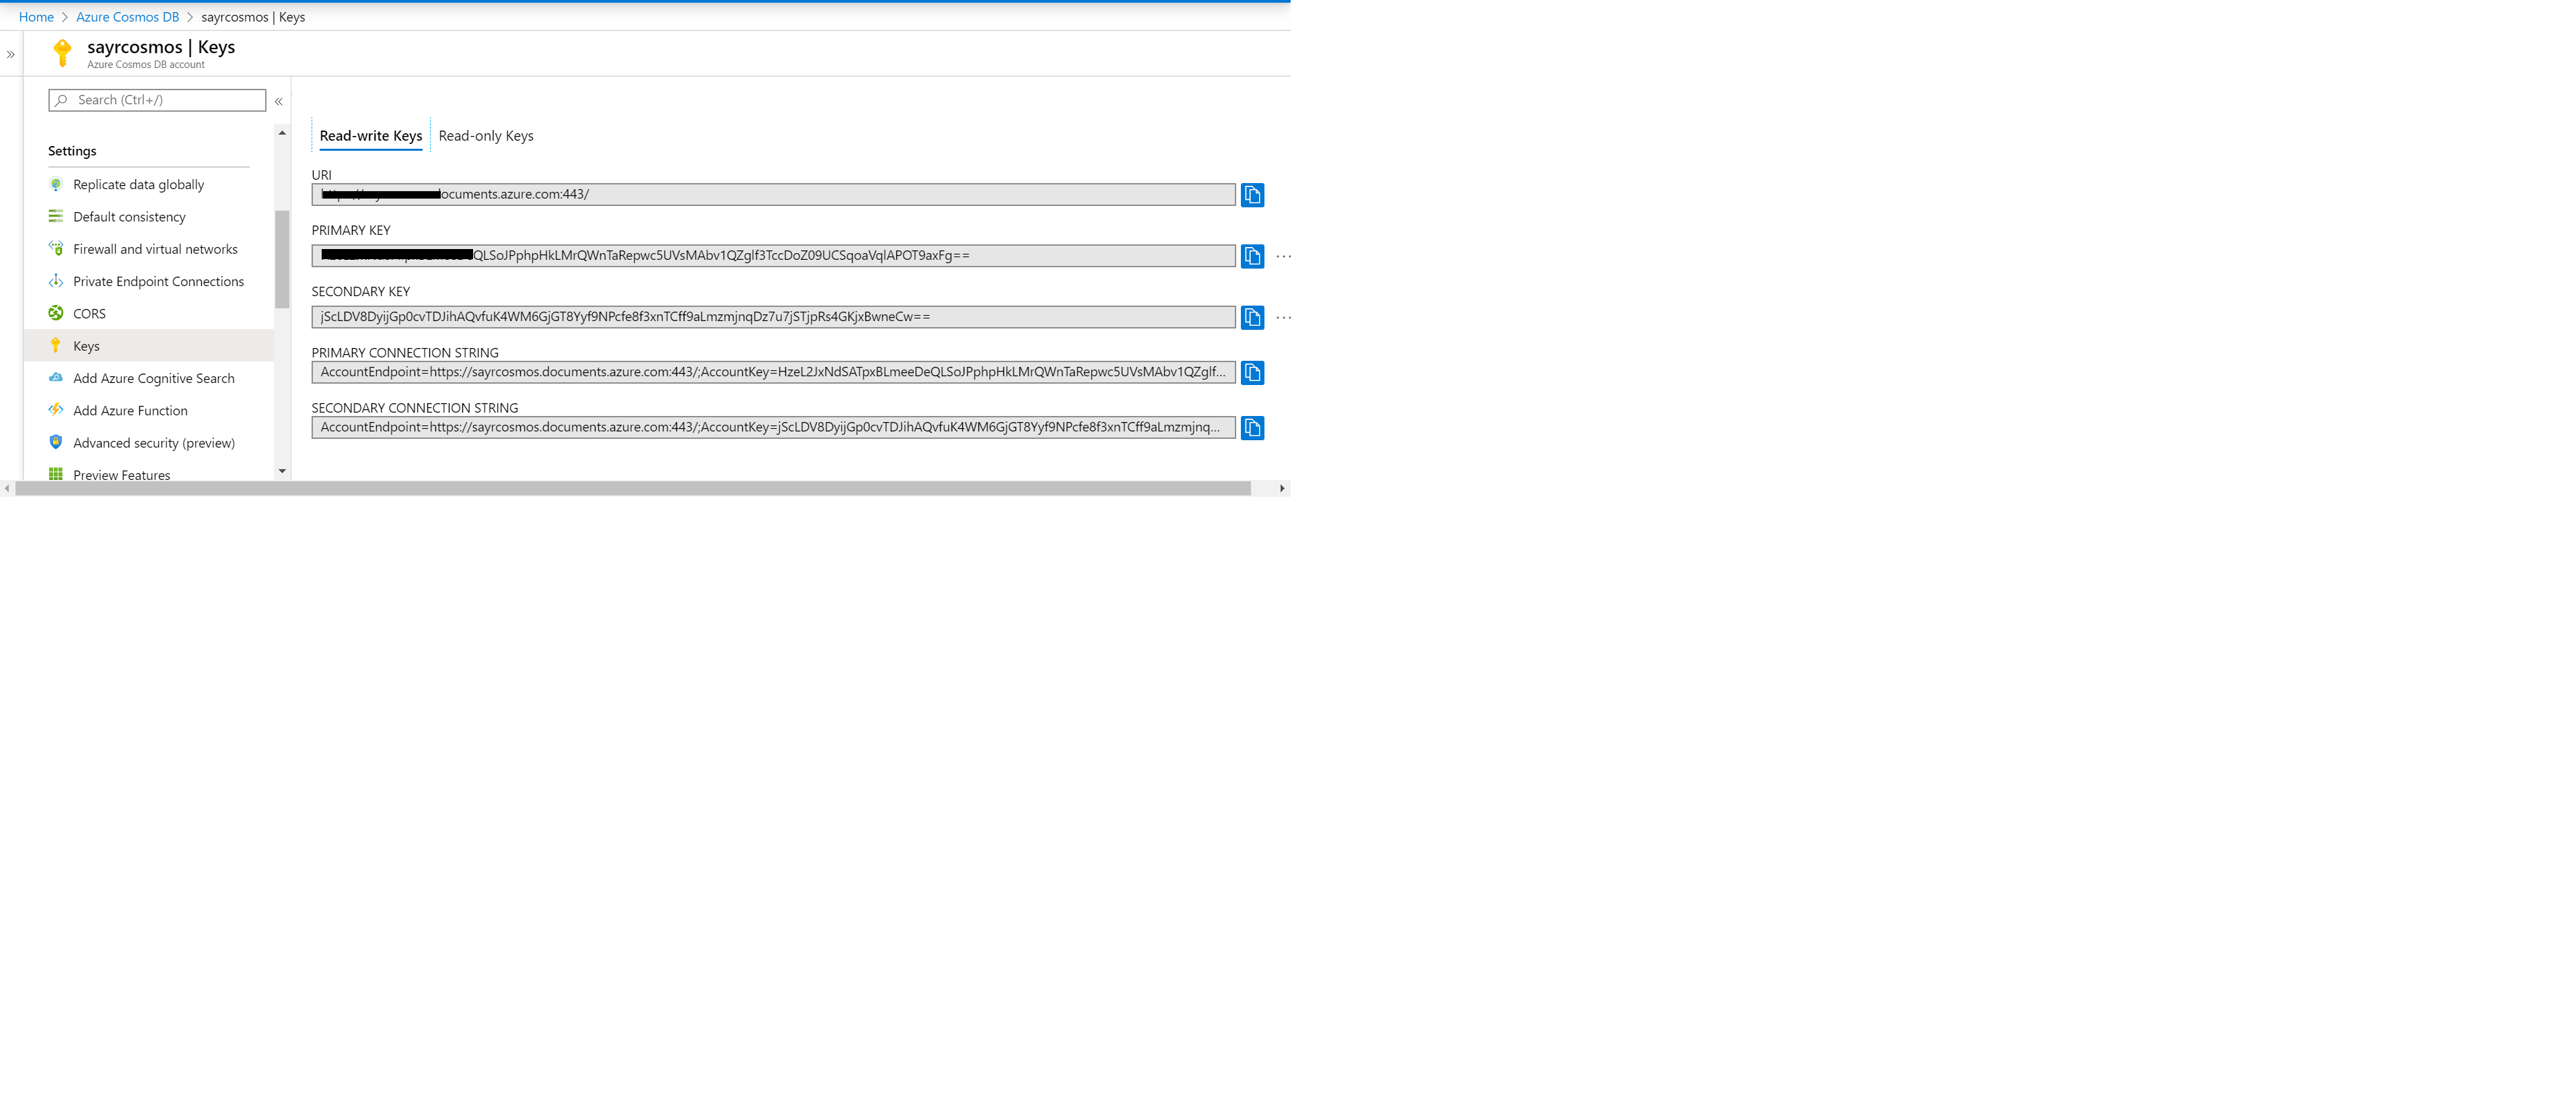 Home > Azure Cosmos DB > sayrcosmos | Keys
sayrcosmos | Keys
Azure Cosmos DB account
Search (Ctrl+/)
Settings
Replicate data globally
Default consistency
Firewall and virtual networks
Private Endpoint Connections
CORS
Keys
Add Azure Cognitive Search
Add Azure Function
Advanced security (preview)
Preview Features
Read-write Keys
Read-only Keys
URI
ocuments.azure.com:443/
PRIMARY KEY
QLSoJPphpHkLMrQWnTaRepwc5UVsMAbv1QZglf3TccDoZ09UCSqoaVqlAPOT9axFg==
SECONDARY KEY
jScLDV8DyijGp0cvTDJihAQvfuK4WM6GjGT8Yyf9NPcfe8f3xnTCff9aLmzmjnqDz7u7jSTjpRs4GKjxBwneCw==
PRIMARY CONNECTION STRING
AccountEndpoint=https://sayrcosmos.documents.azure.com:443/;AccountKey=HzeL2JxNdSATpxBLmeeDeQLSoJPphpHkLMrQWnTaRepwc5UVsMAbv1QZglf...
SECONDARY CONNECTION STRING
AccountEndpoint=https://sayrcosmos.documents.azure.com:443/;AccountKey=jScLDV8DyijGp0cvTDJihAQvfuK4WM6GjGT8Yyf9NPcfe8f3xnTCff9aLmzmjnq...